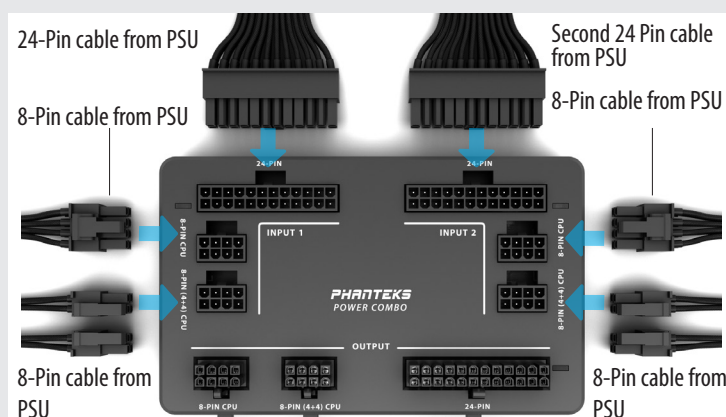 24-Pin cable from PSU
Second 24 Pin cable
from PSU
8-Pin cable from PSU
8-Pin cable from PSU
24-PIN
24-PIN
8-PIN CPU
INPUT 1
INPUT 2
8-PIN CPU
8-PIN (4+4) CPU
8-PIN (4+4) CPU
PHANTEKS
POWER COMBO
OUTPUT
8-Pin cable from
PSU
8-Pin cable from
PSU
8-PIN CPU
8-PIN (4+4) CPU
24-PIN